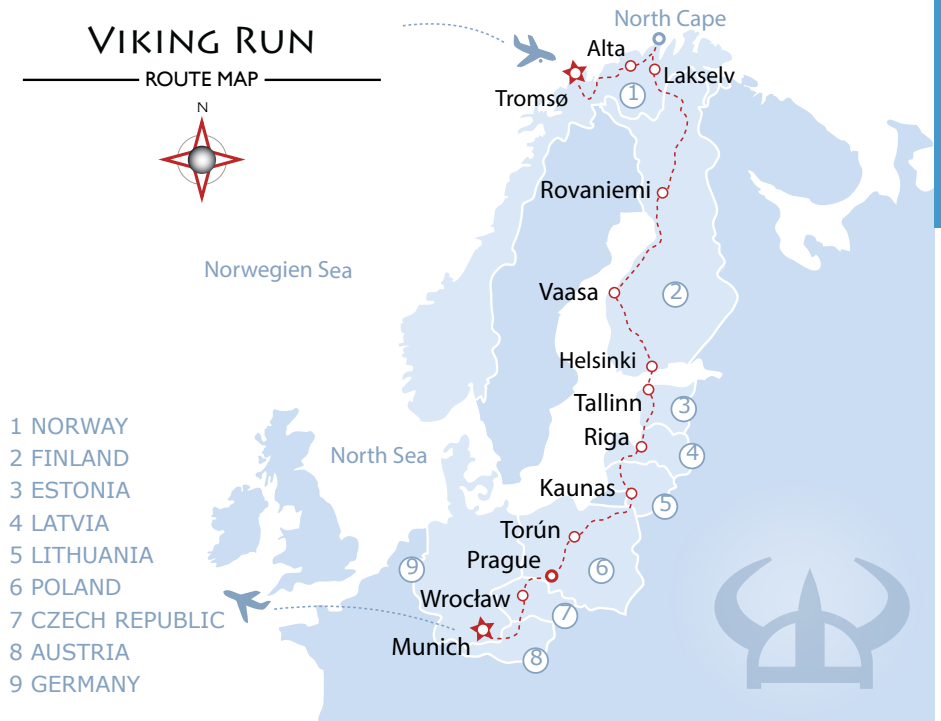 VIKING RUN
ROUTE MAP
N
North Cape
Alta
Lakselv
Tromsø
1
Rovaniemi
Norwegien Sea
Vaasa
2
Helsinki
Tallinn
3
Riga
4
North Sea
Kaunas
5
Torún
Prague
6
9
Wrocław
7
Munich
8
1 NORWAY
2 FINLAND
3 ESTONIA
4 LATVIA
5 LITHUANIA
6 POLAND
7 CZECH REPUBLIC
8 AUSTRIA
9 GERMANY